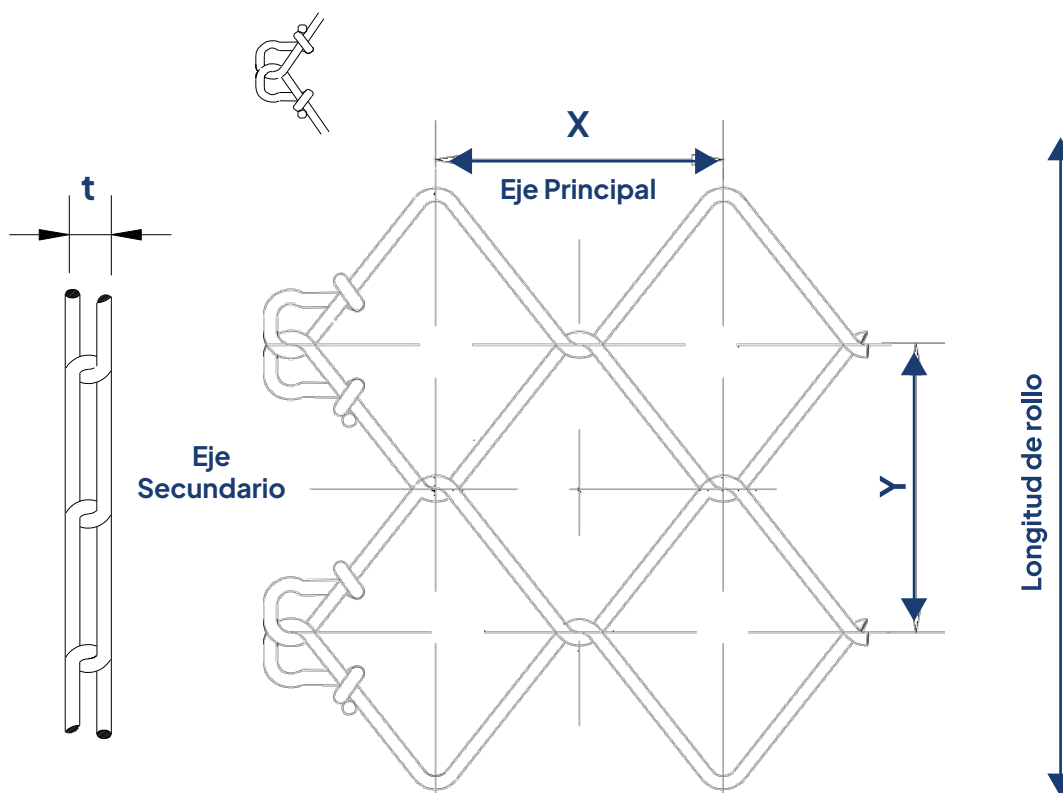 X
Eje Principal
t
Eje
Secundario
Y
Longitud de rollo